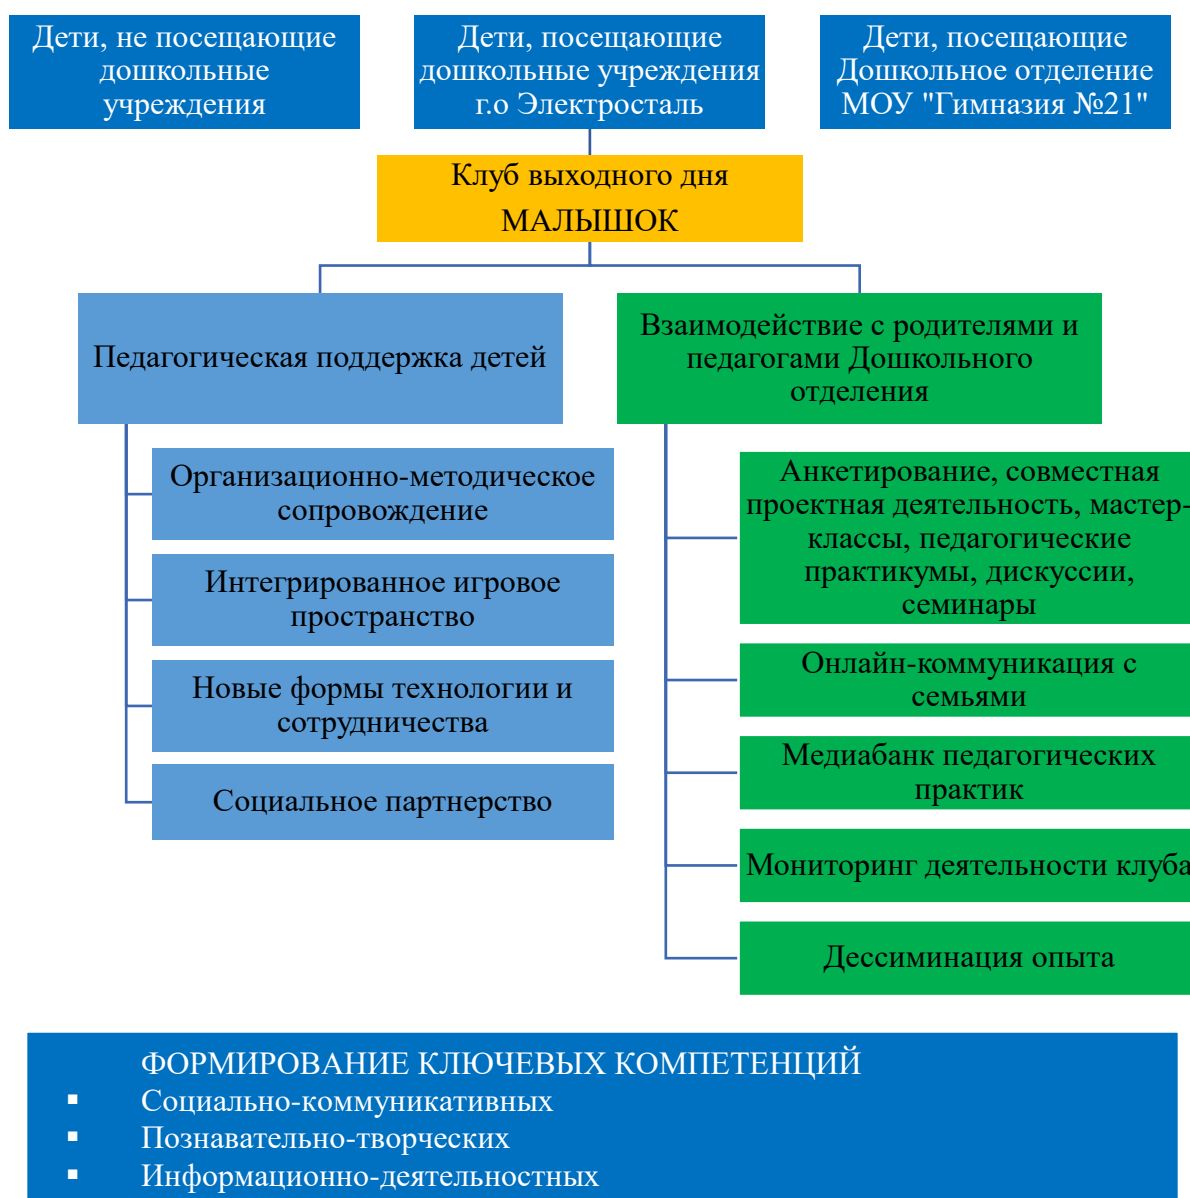 Дети, не посещающие
дошкольные
учреждения
Дети, посещающие
дошкольные учреждения
г.о Электросталь
Дети, посещающие
Дошкольное отделение
МОУ "Гимназия №21"
Клуб выходного дня
МАЛЫШОК
Педагогическая поддержка детей
Организационно-методическое
сопровождение
Интегрированное игровое
пространство
Новые формы технологии и
сотрудничества
Социальное партнерство
Взаимодействие с родителями и
педагогами Дошкольного
отделения
Анкетирование, совместная
проектная деятельность, мастер-
классы, педагогические
практикумы, дискуссии,
семинары
Онлайн-коммуникация с
семьями
Медиабанк педагогических
практик
Мониторинг деятельности клуба
Дессиминация опыта
ФОРМИРОВАНИЕ КЛЮЧЕВЫХ КОМПЕТЕНЦИЙ
▪ Социально-коммуникативных
▪ Познавательно-творческих
▪ Информационно-деятельностных